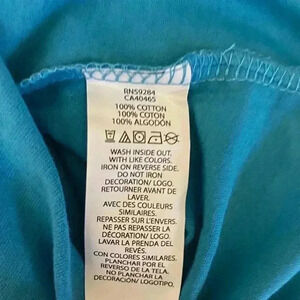 RN59284
CA40465
100% COTTON
100% COTON
100% ALGODÓN
WASH INSIDE OUT.
WITH LIKE COLORS.
IRON ON REVERSE SIDE.
DO NOT IRON
DECORATION/ LOGO.
RETOURNER AVANT DE
LAVER.
AVEC DES COULEURS
SIMILAIRES.
REPASSER SUR L'ENVERS.
NE PAS REPASSER LA
DÉCORATION/ LOGO.
LAVAR LA PRENDA DEL
REVÉS.
CON COLORES SIMILARES.
PLANCHAR POR EL
REVERSO DE LA TELA.
NO PLANCHAR LA
DECORACIÓN/ LOGOTIPO.